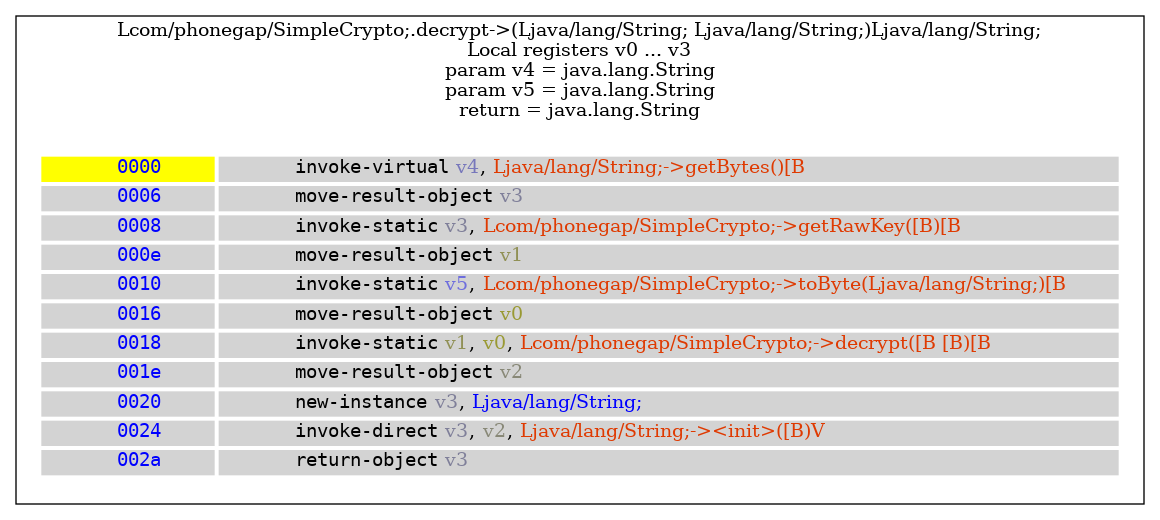 Lcom/phonegap/SimpleCrypto;.decrypt->(Ljava/lang/String; Ljava/lang/String;)Ljava/lang/String;
Local registers v0 ... v3
param v4 = java.lang.String
param v5 = java.lang.String
return = java.lang.String
0000 invoke-virtual v4, Ljava/lang/String;->getBytes()[B
0006 move-result-object v3
0008 invoke-static v3, Lcom/phonegap/SimpleCrypto;->getRawKey([B)[B
000e move-result-object v1
0010 invoke-static v5, Lcom/phonegap/SimpleCrypto;->toByte(Ljava/lang/String;)[B
0016 move-result-object v0
0018 invoke-static v1, v0, Lcom/phonegap/SimpleCrypto;->decrypt([B [B)[B
001e move-result-object v2
0020 new-instance v3, Ljava/lang/String;
0024 invoke-direct v3, v2, Ljava/lang/String;-><init>([B)V
002a return-object v3